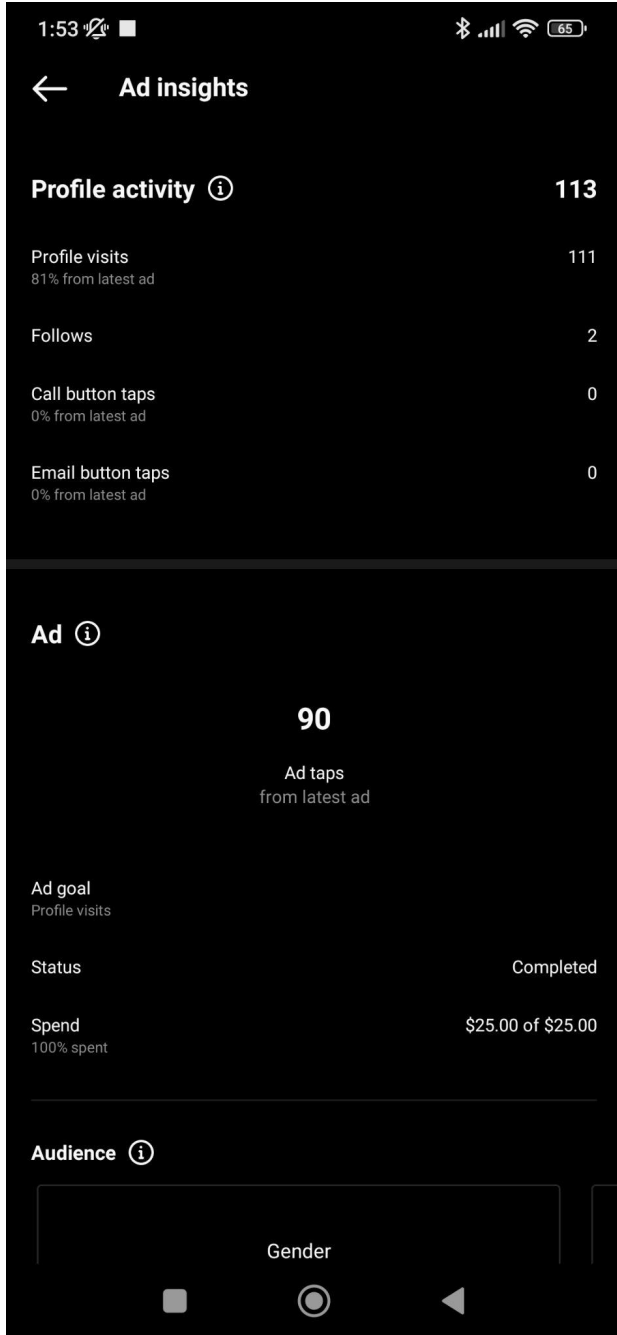 1:53 65
Ad insights
Profile activity 113
Profile visits 111
81% from latest ad
Follows 2
Call button taps 0
0% from latest ad
Email button taps 0
0% from latest ad
Ad
90
Ad taps
from latest ad
Ad goal
Profile visits
Status Completed
Spend $25.00 of $25.00
100% spent
Audience
Gender